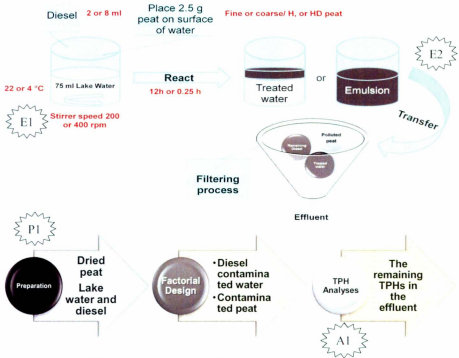 Diesel
2 or 8 ml
Place 2.5 g
peat on surface
of water
Fine or coarse/ H, or HD peat
E2
22 or 4 °C
75 ml Lake Water
React
12h or 0.25 h
Treated
water
or
Emulsion
E1
Stirrer speed 200
or 400 rpm
Transfer
Polluted
peat
Remaining
Treated
water
Filtering
process
Effluent
P1
Preparation
Dried
peat
Lake
water and
diesel
Factorial
Design
•Diesel
contamina
ted water
•Contamina
ted peat
TPH
Analyses
The
remaining
TPHs in
the
effluent
A1